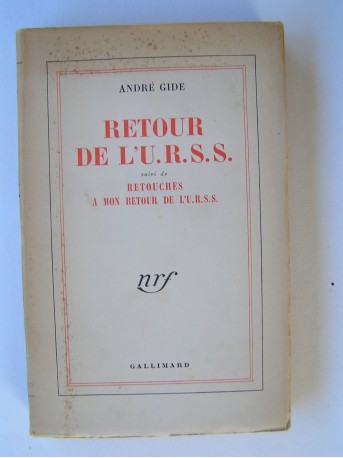 ANDRÉ GIDE
RETOUR
DE L'U.R.S.S.
suivi de
RETOUCHES
A MON RETOUR DE L'U.R.S.S.
nrf
GALLIMARD